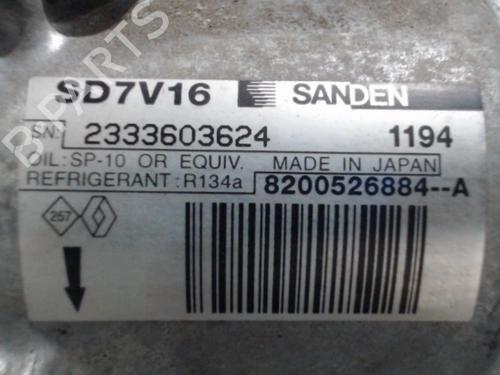 SD7V16 SANDEN
SN: 2333603624 1194
OIL:SP-10 OR EQUIV. MADE IN JAPAN
REFRIGERANT:R134a 8200526884--A
257
B-PARTS